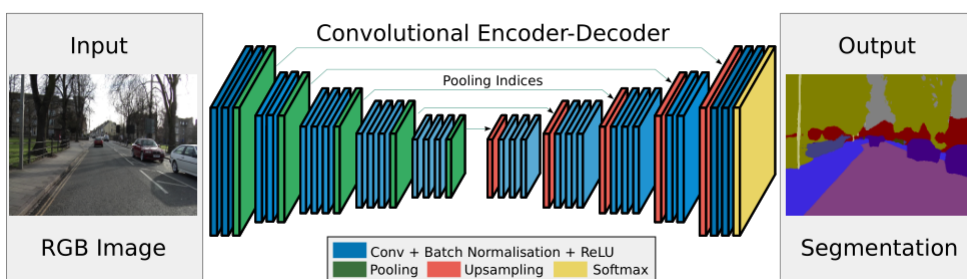 Input
Convolutional Encoder-Decoder
Output
Pooling Indices
RGB Image
Conv + Batch Normalisation + ReLU
Pooling
Upsampling
Softmax
Segmentation